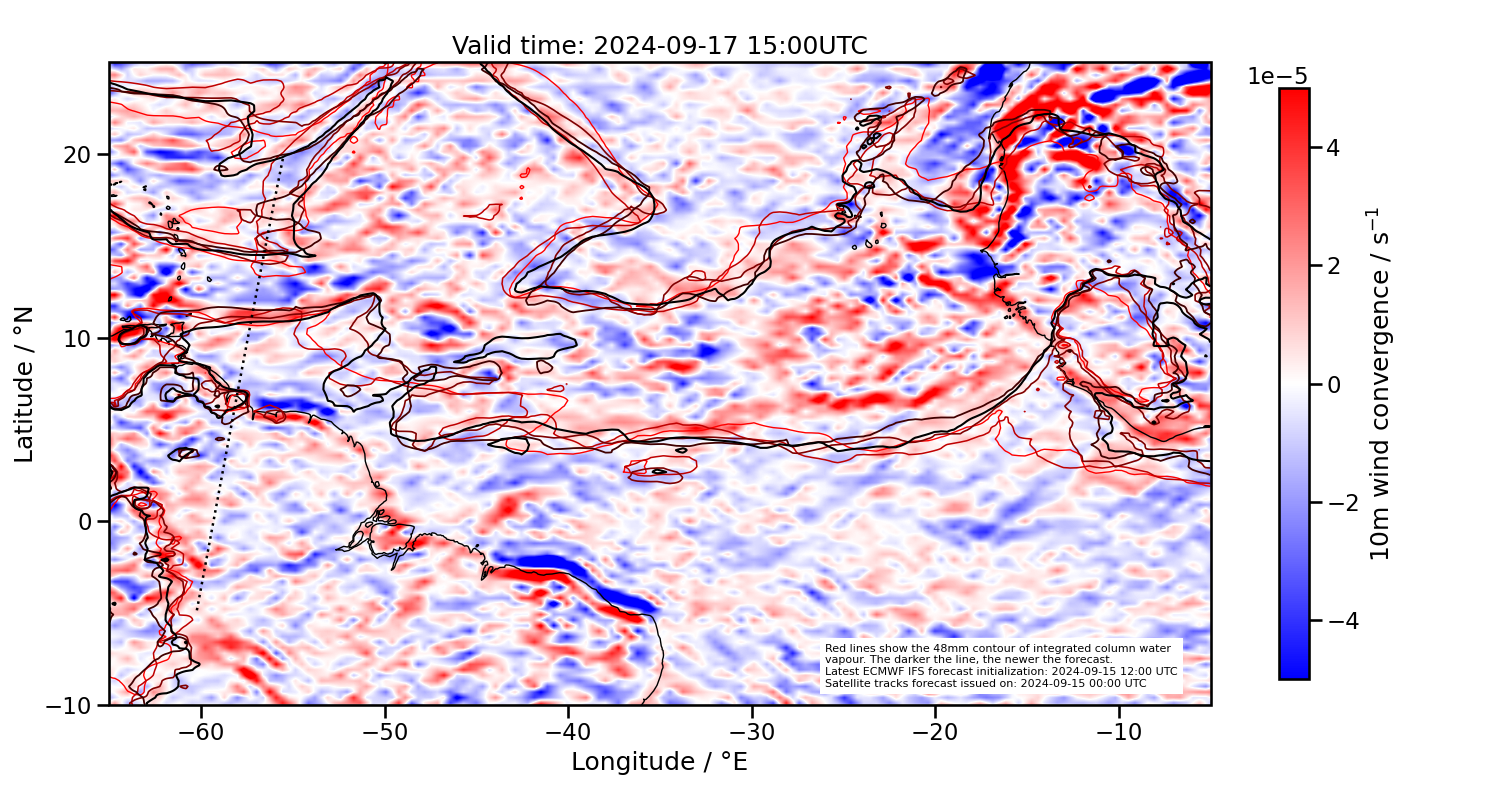 Valid time: 2024-09-17 15:00UTC
1e−5
20
10
0
−10
Latitude / °N
−60
−50
−40
−30
−20
−10
Longitude / °E
4
2
0
−2
−4
10m wind convergence / s⁻¹
Red lines show the 48mm contour of integrated column water
vapour. The darker the line, the newer the forecast.
Latest ECMWF IFS forecast initialization: 2024-09-15 12:00 UTC
Satellite tracks forecast issued on: 2024-09-15 00:00 UTC